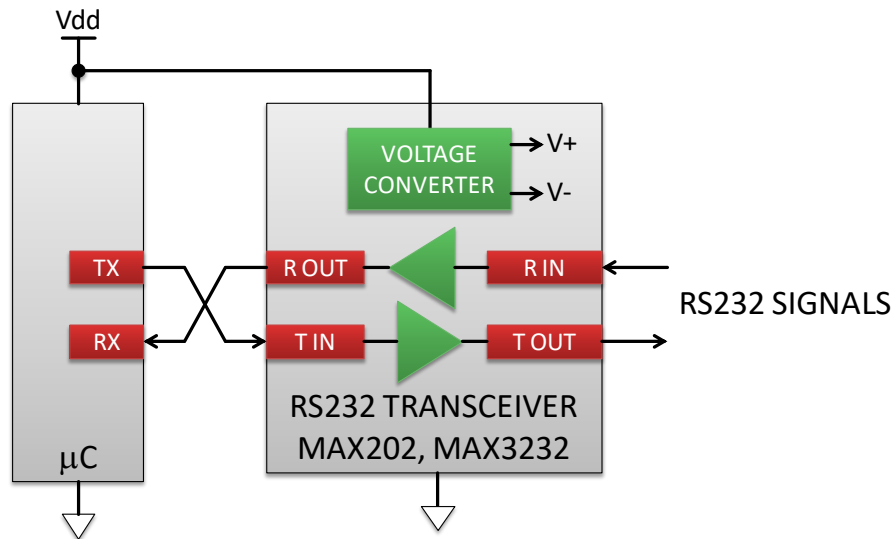 Vdd
VOLTAGE
CONVERTER
V+
V-
TX
R OUT
R IN
RS232 SIGNALS
RX
T IN
T OUT
RS232 TRANSCEIVER
MAX202, MAX3232
μC